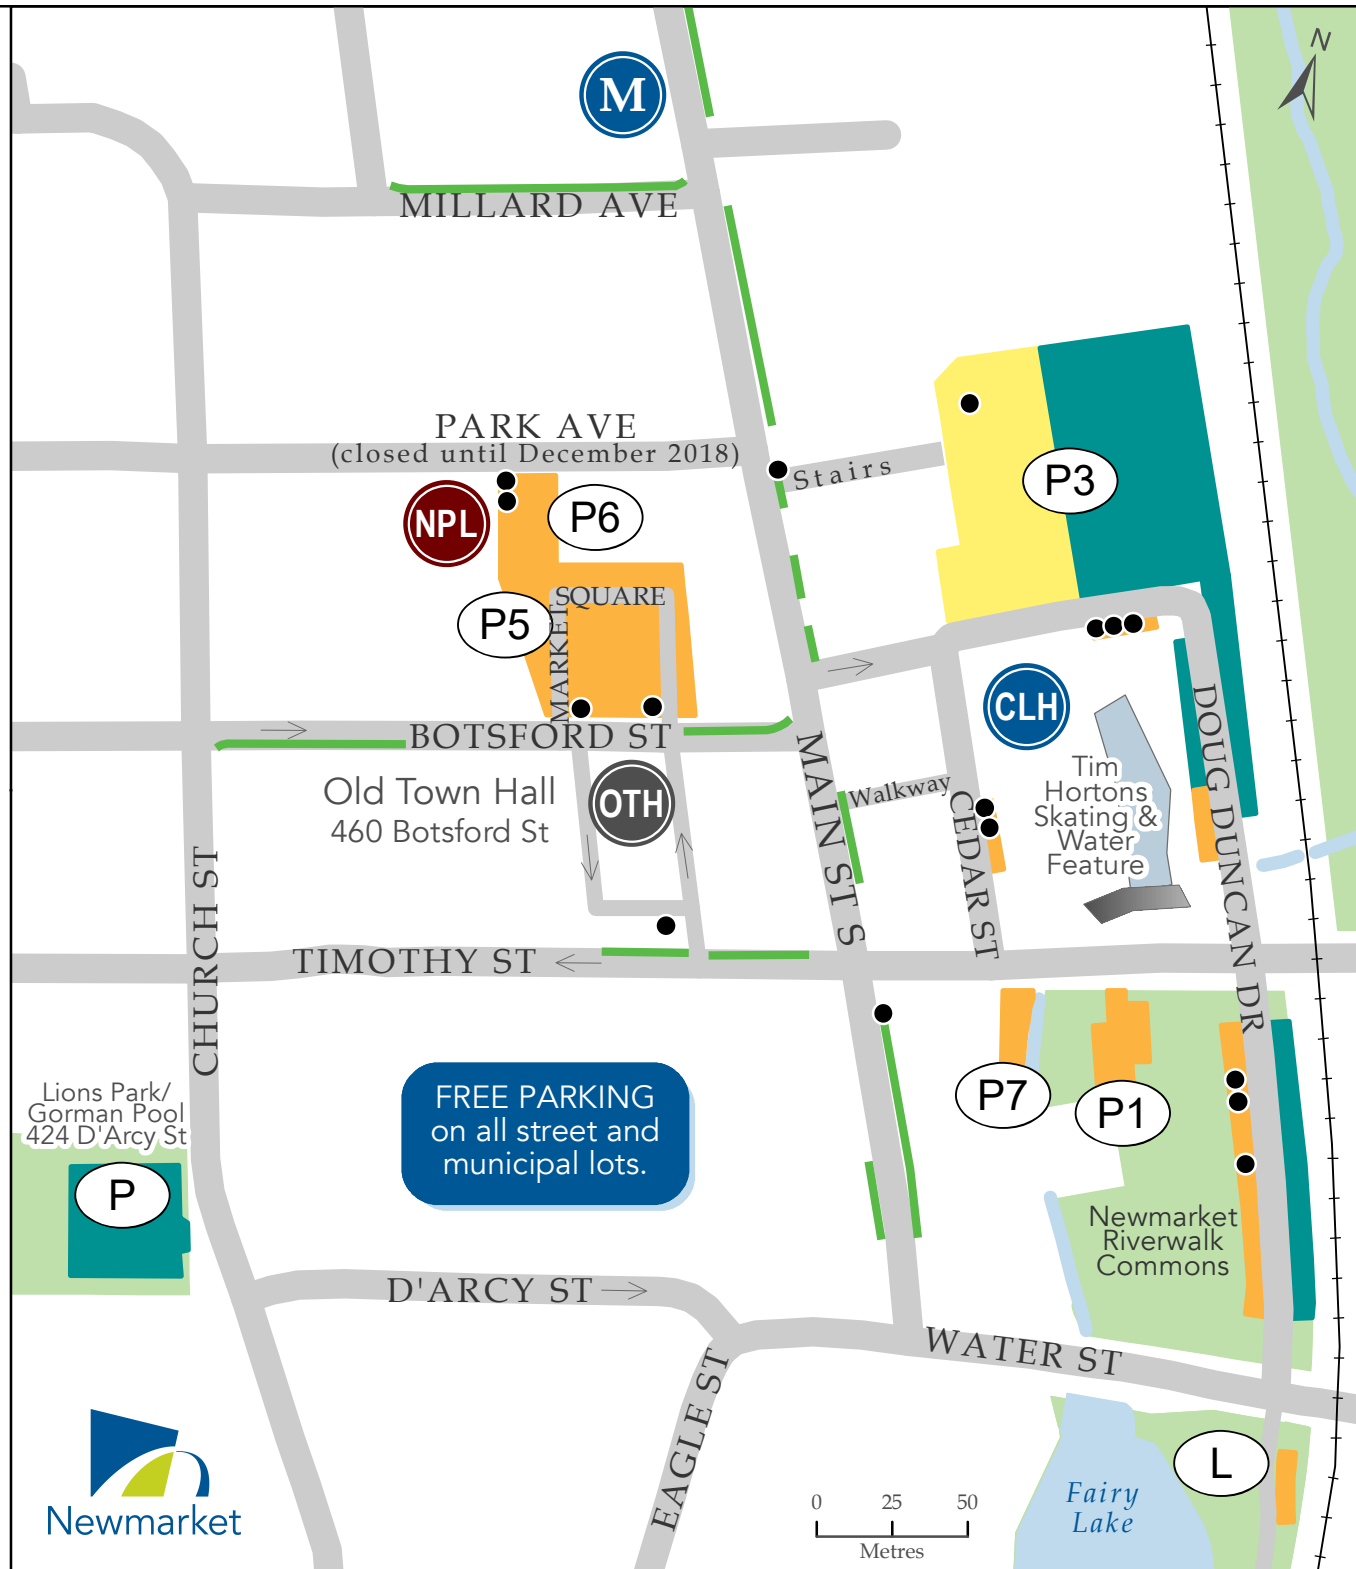 N
M
MILLARD AVE
PARK AVE
(closed until December 2018)
Stairs
P3
NPL
P6
SQUARE
P5
MARKET
CLH
BOTSFORD ST
MAIN ST S
DOUG DUNCAN DR
Old Town Hall
460 Botsford St
OTH
Walkway
CEDAR ST
Tim
Hortons
Skating &
Water
Feature
CHURCH ST
TIMOTHY ST
Lions Park/
Gorman Pool
424 D'Arcy St
P
FREE PARKING
on all street and
municipal lots.
P7
P1
Newmarket
Riverwalk
Commons
D'ARCY ST
WATER ST
EAGLE ST
L
Fairy
Lake
0 25 50
Metres
Newmarket